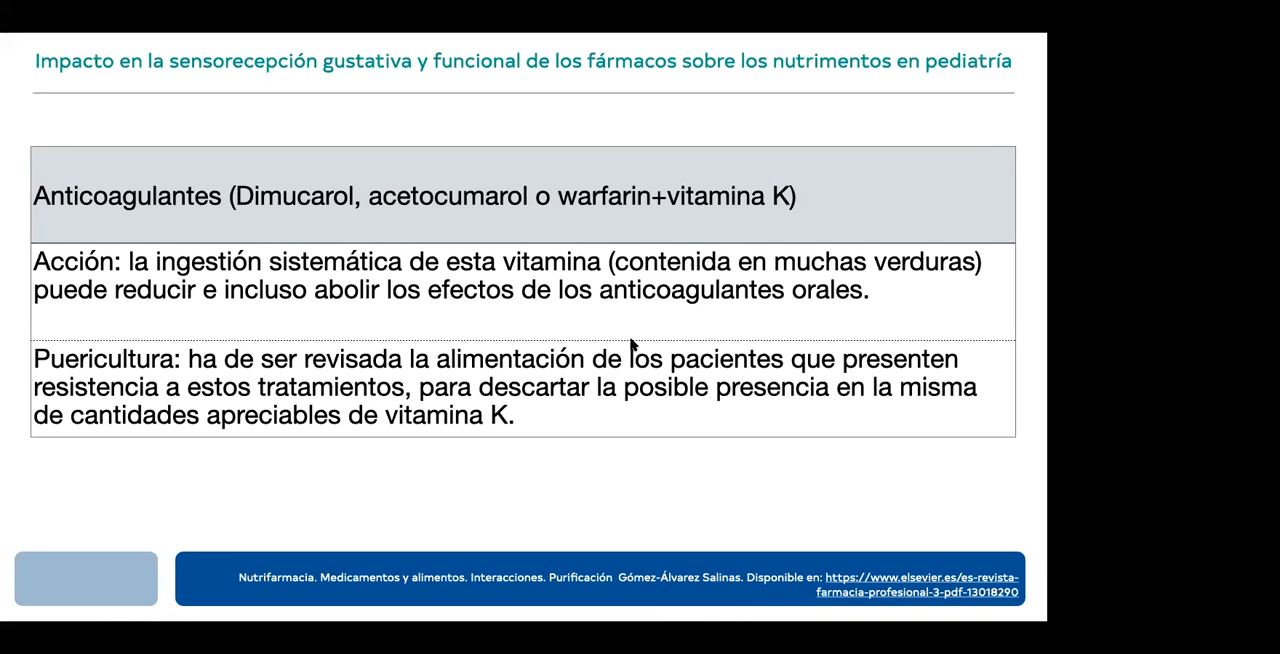 Impacto en la sensorecepción gustativa y funcional de los fármacos sobre los nutrimentos en pediatría
Anticoagulantes (Dimucarol, acetocumarol o warfarin+vitamina K)
Acción: la ingestión sistemática de esta vitamina (contenida en muchas verduras)
puede reducir e incluso abolir los efectos de los anticoagulantes orales.
Puericultura: ha de ser revisada la alimentación de los pacientes que presenten
resistencia a estos tratamientos, para descartar la posible presencia en la misma
de cantidades apreciables de vitamina K.
Nutrifarmacia. Medicamentos y alimentos. Interacciones. Purificación Gómez-Álvarez Salinas. Disponible en: https://www.elsevier.es/es-revista-
farmacia-profesional-3-pdf-13018290